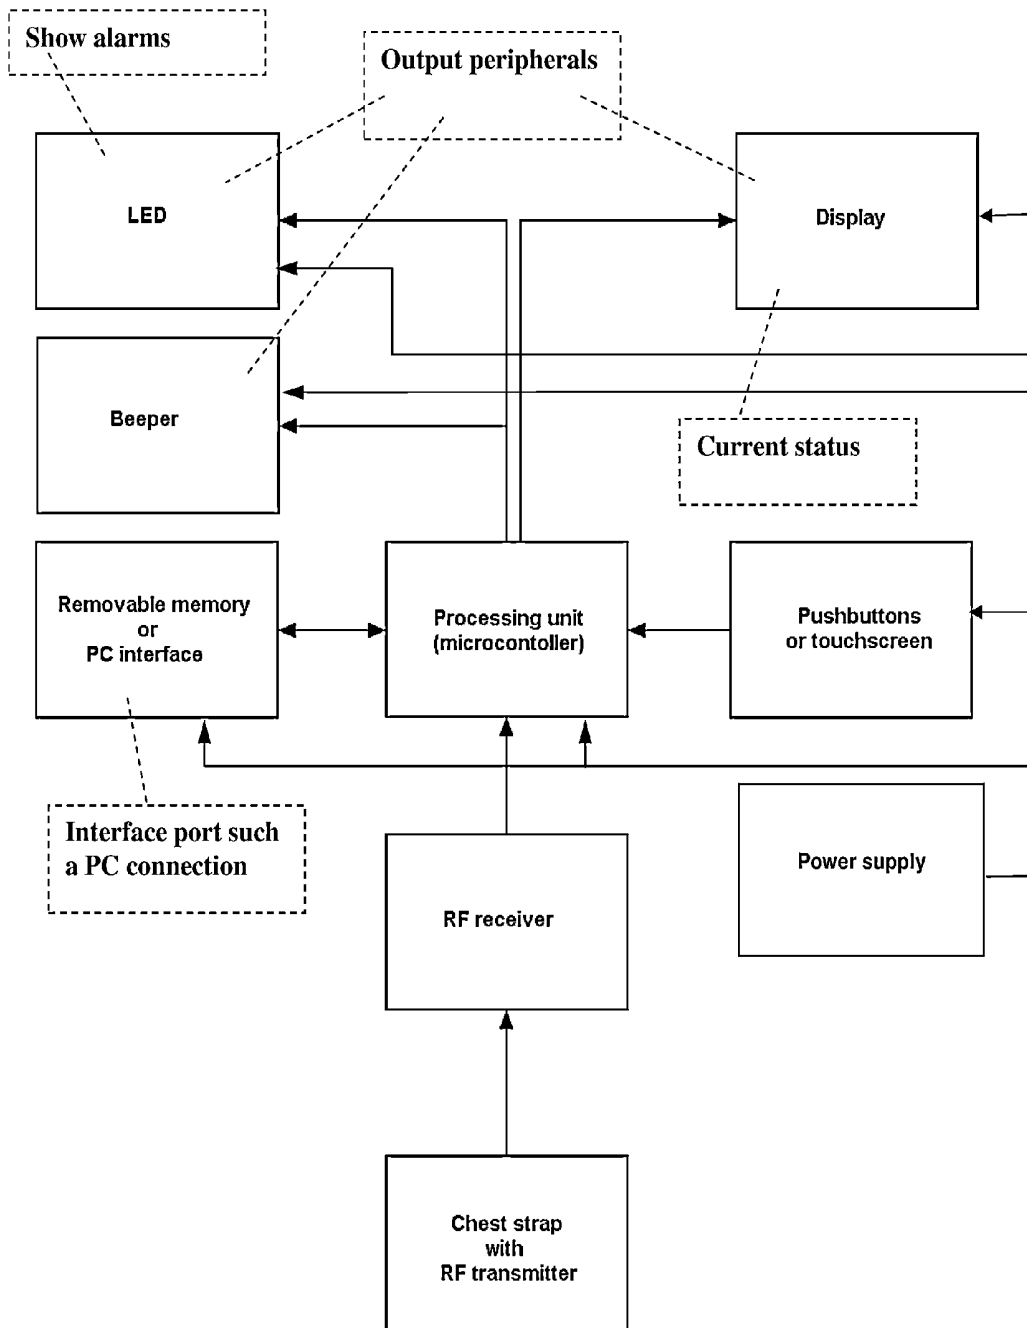 Show alarms
Output peripherals
LED
Display
Beeper
Current status
Removable memory
or
PC interface
Processing unit
(microcontoller)
Pushbuttons
or touchscreen
Interface port such
a PC connection
Power supply
RF receiver
Chest strap
with
RF transmitter